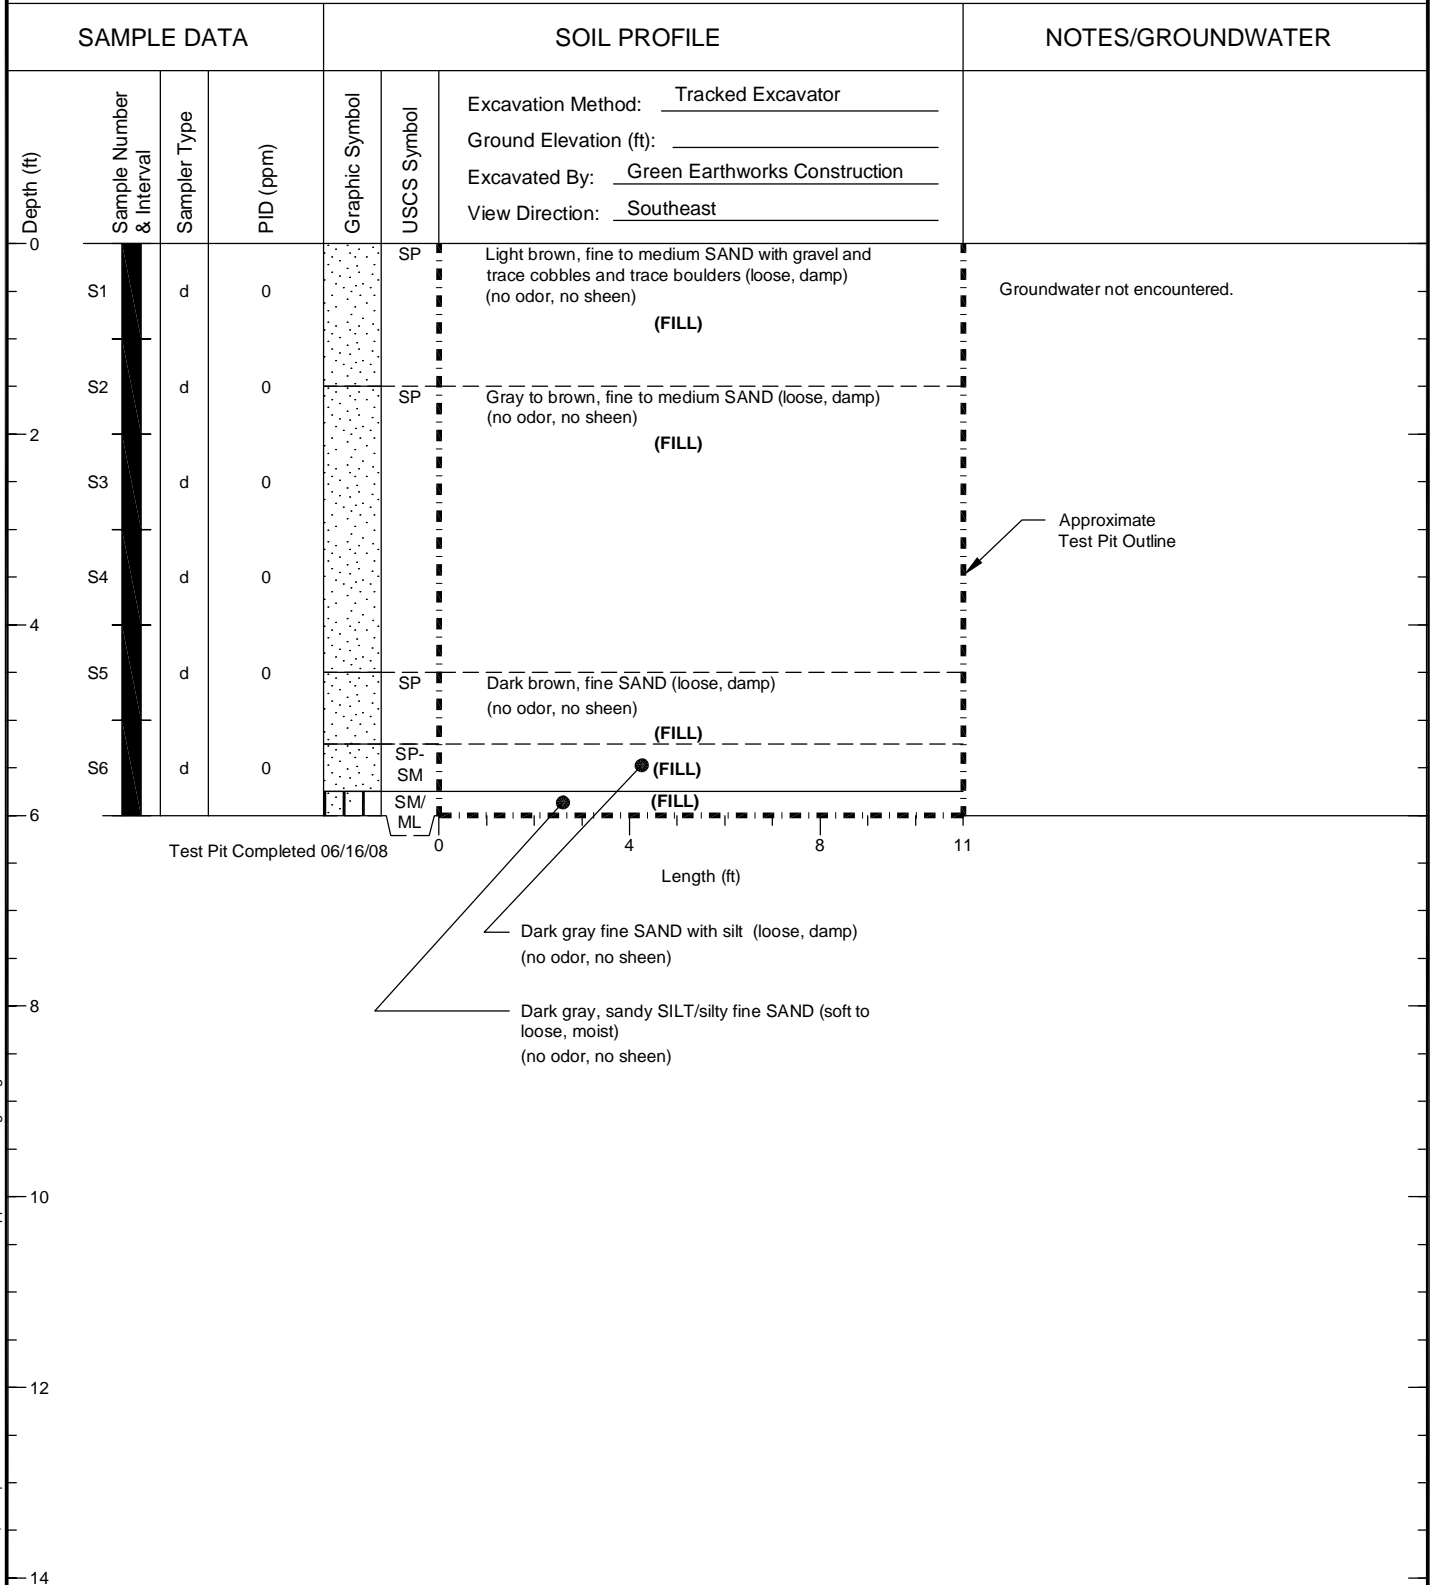 SAMPLE DATA
SOIL PROFILE
NOTES/GROUNDWATER
Depth (ft)
Sample Number
& Interval
Sampler Type
PID (ppm)
Graphic Symbol
USCS Symbol
Excavation Method: Tracked Excavator
Ground Elevation (ft):
Excavated By: Green Earthworks Construction
View Direction: Southeast
0
SP
Light brown, fine to medium SAND with gravel and
trace cobbles and trace boulders (loose, damp)
(no odor, no sheen)
(FILL)
S1 d 0
Groundwater not encountered.
S2 d 0
SP
Gray to brown, fine to medium SAND (loose, damp)
(no odor, no sheen)
(FILL)
2
S3 d 0
Approximate
Test Pit Outline
S4 d 0
4
S5 d 0
SP
Dark brown, fine SAND (loose, damp)
(no odor, no sheen)
(FILL)
SP-
SM
(FILL)
S6 d 0
SM/
ML
(FILL)
6
Test Pit Completed 06/16/08
0 4 8 11
Length (ft)
Dark gray fine SAND with silt (loose, damp)
(no odor, no sheen)
8
Dark gray, sandy SILT/silty fine SAND (soft to
loose, moist)
(no odor, no sheen)
10
12
14